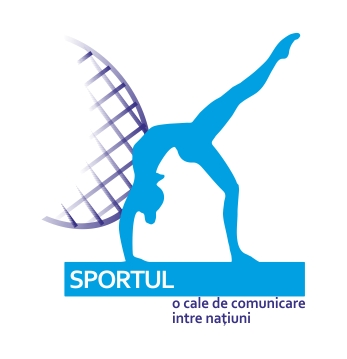 SPORTUL
o cale de comunicare
intre națiuni